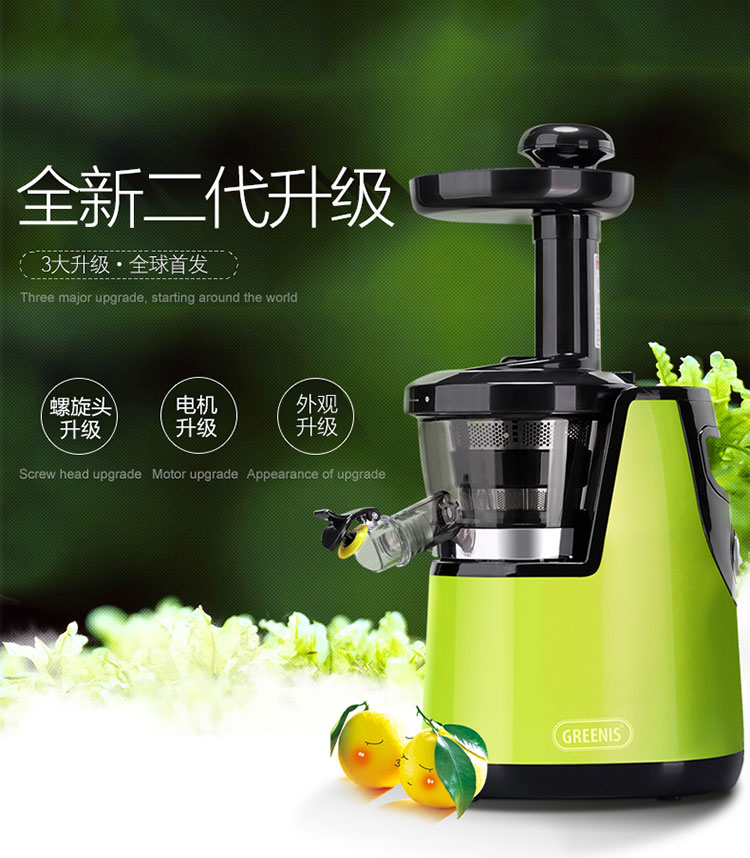 全新二代升级
3大升级·全球首发
Three major upgrade, starting around the world
螺旋头
升级
电机
升级
外观
升级
Screw head upgrade
Motor upgrade
Appearance of upgrade
GREENIS